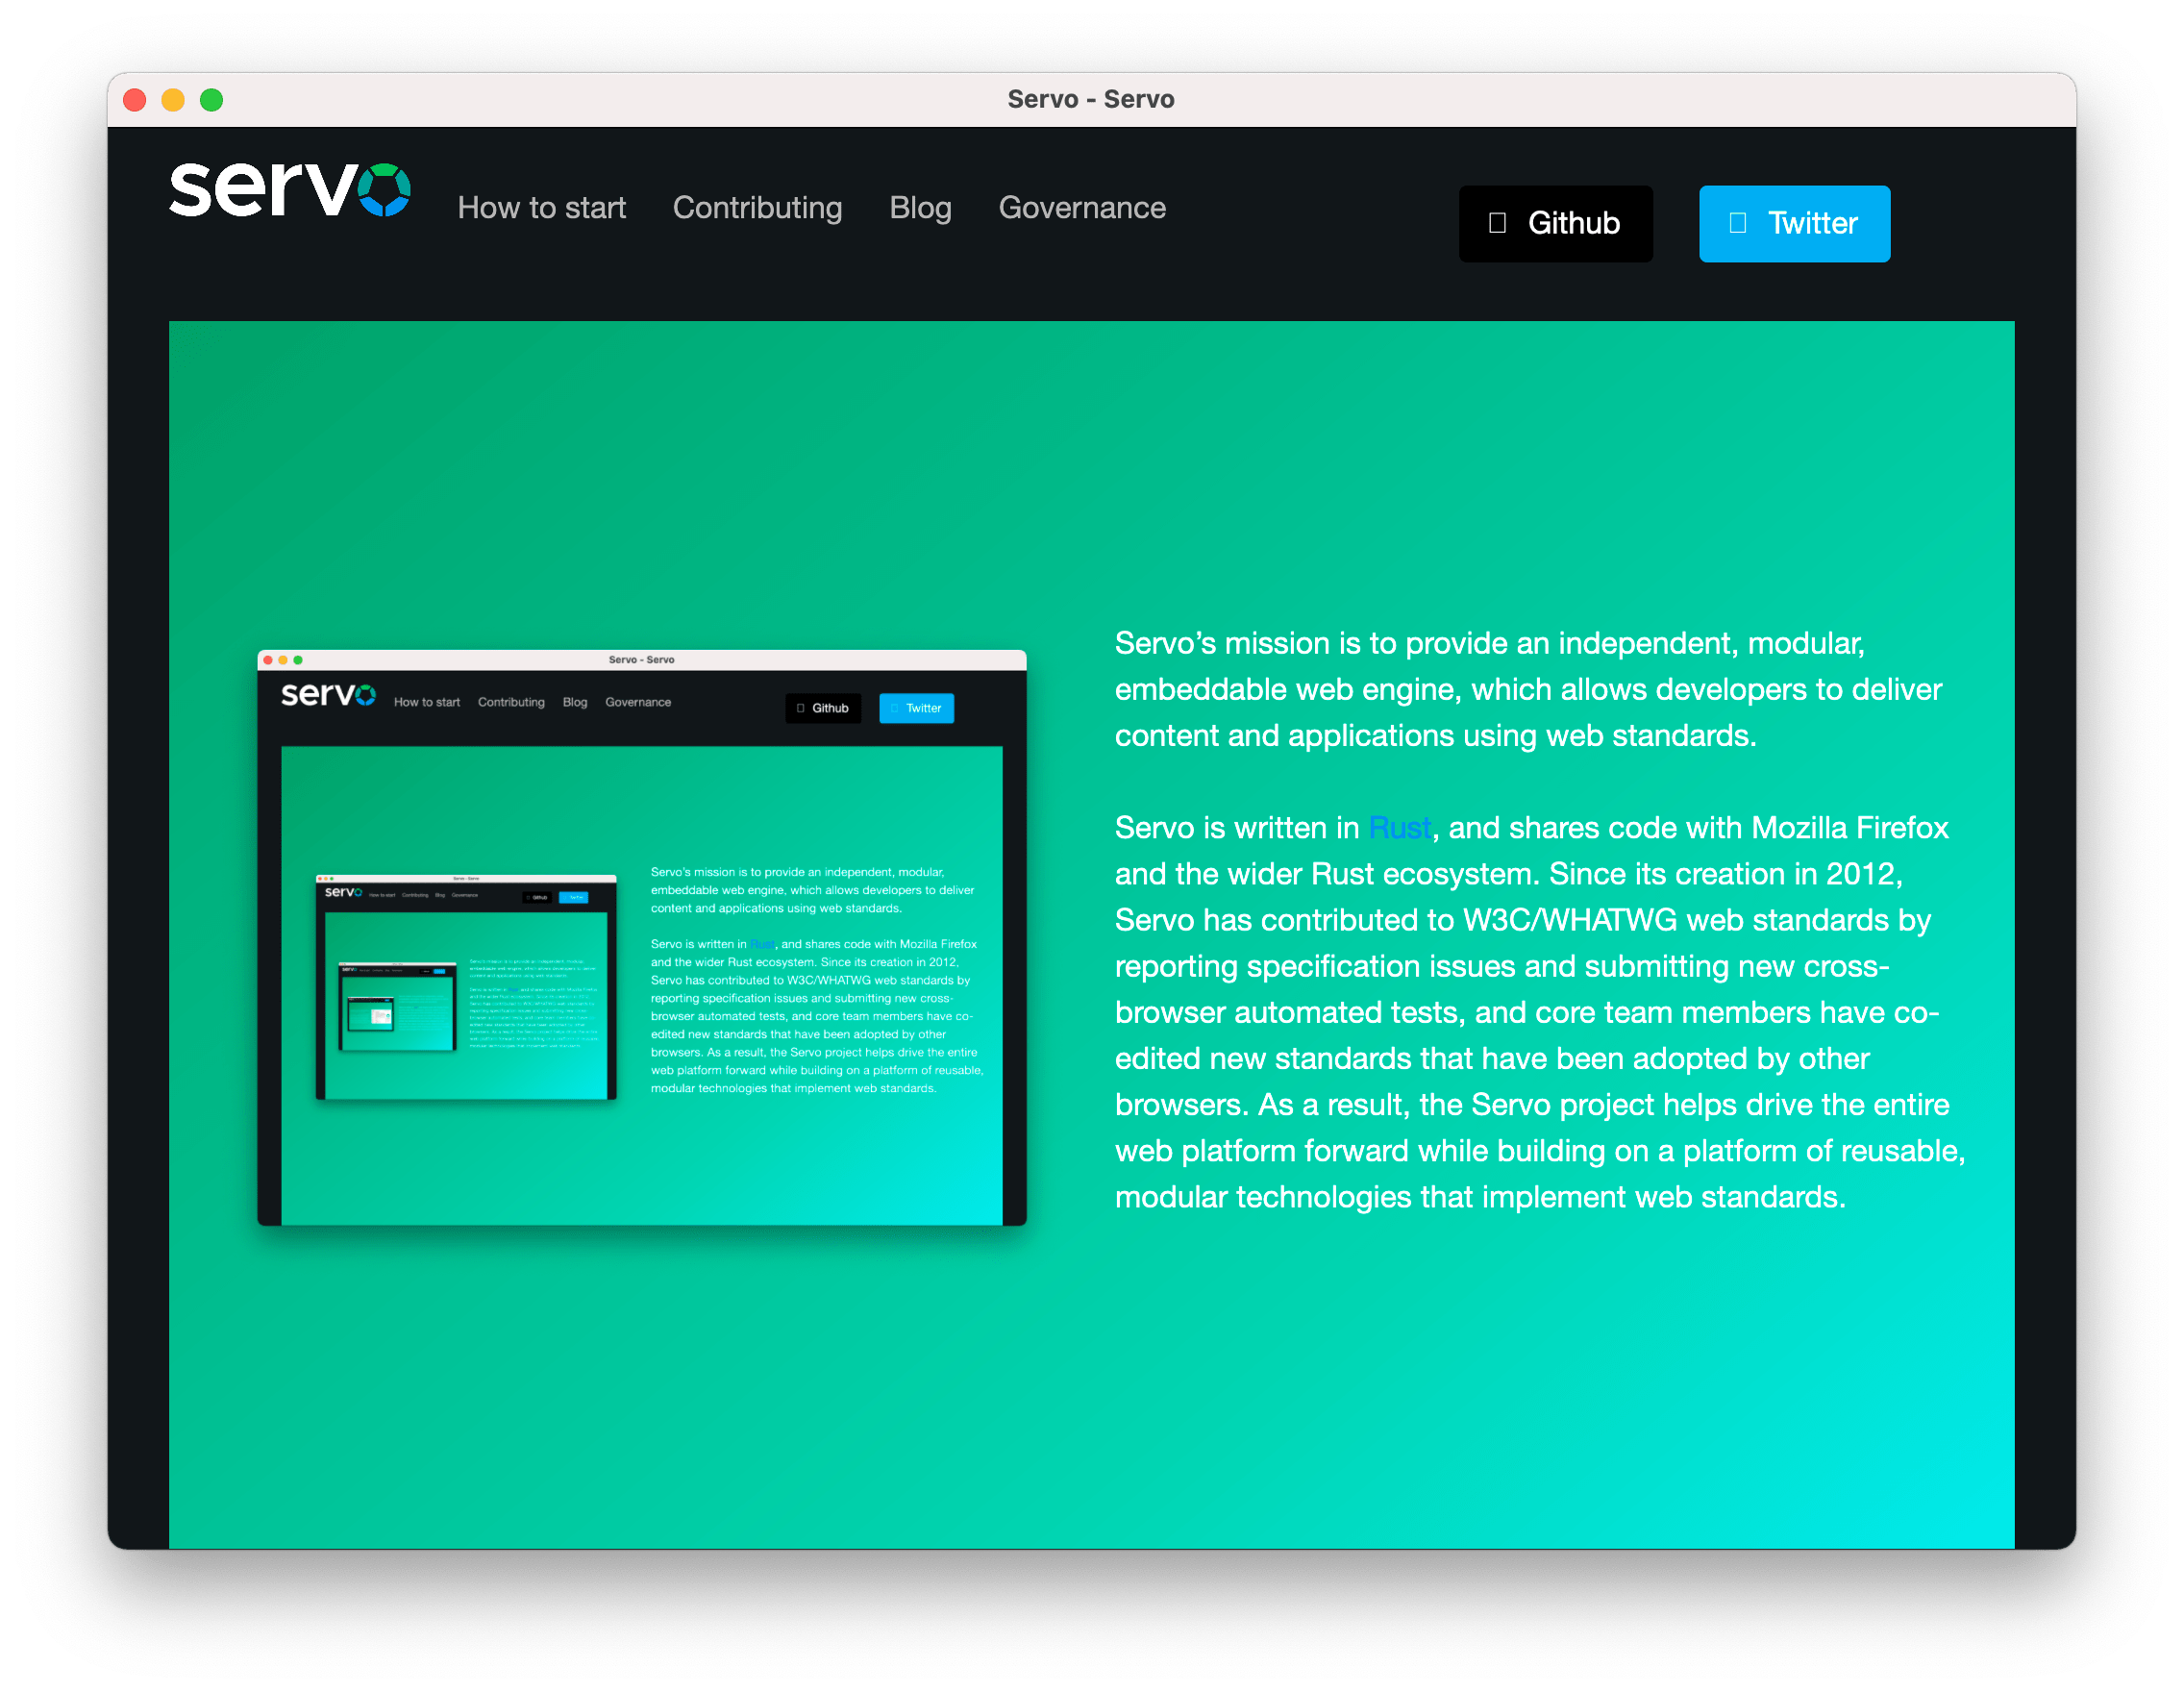 Servo - Servo
servo
How to start Contributing Blog Governance
Github Twitter
Servo’s mission is to provide an independent, modular,
embeddable web engine, which allows developers to deliver
content and applications using web standards.
Servo is written in Rust, and shares code with Mozilla Firefox
and the wider Rust ecosystem. Since its creation in 2012,
Servo has contributed to W3C/WHATWG web standards by
reporting specification issues and submitting new cross-
browser automated tests, and core team members have co-
edited new standards that have been adopted by other
browsers. As a result, the Servo project helps drive the entire
web platform forward while building on a platform of reusable,
modular technologies that implement web standards.
Servo - Servo
servo
How to start Contributing Blog Governance
Github Twitter
Servo’s mission is to provide an independent, modular,
embeddable web engine, which allows developers to deliver
content and applications using web standards.
Servo is written in Rust, and shares code with Mozilla Firefox
and the wider Rust ecosystem. Since its creation in 2012,
Servo has contributed to W3C/WHATWG web standards by
reporting specification issues and submitting new cross-
browser automated tests, and core team members have co-
edited new standards that have been adopted by other
browsers. As a result, the Servo project helps drive the entire
web platform forward while building on a platform of reusable,
modular technologies that implement web standards.
Servo - Servo
servo
How to start Contributing Blog Governance
Github Twitter